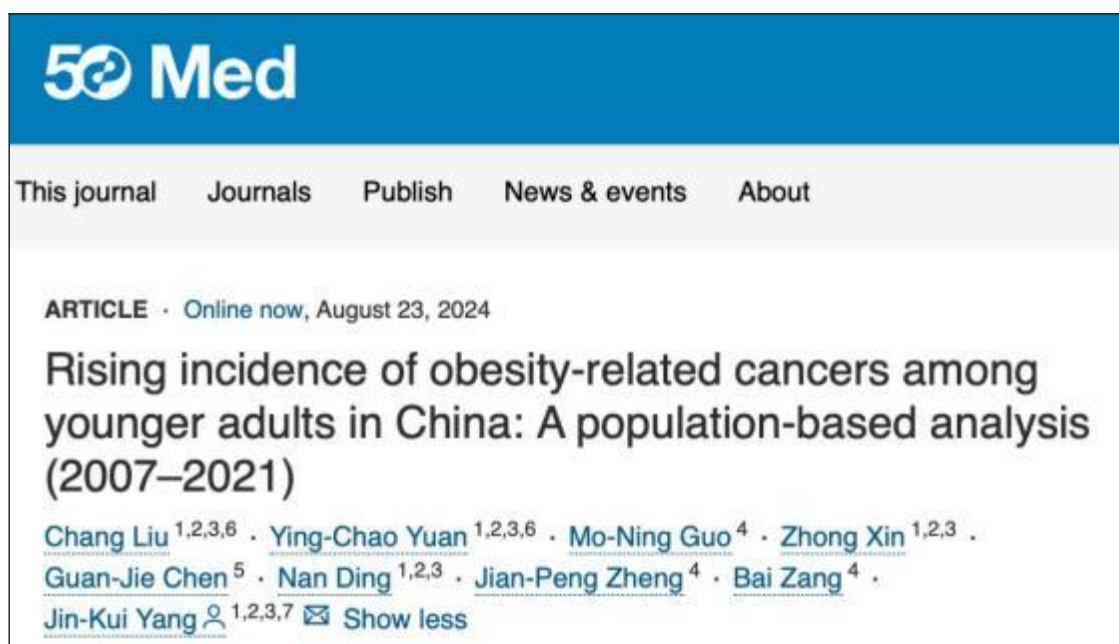 50 Med
This journal Journals Publish News & events About
ARTICLE · Online now, August 23, 2024
Rising incidence of obesity-related cancers among
younger adults in China: A population-based analysis
(2007–2021)
Chang Liu 1,2,3,6 · Ying-Chao Yuan 1,2,3,6 · Mo-Ning Guo 4 · Zhong Xin 1,2,3 ·
Guan-Jie Chen 5 · Nan Ding 1,2,3 · Jian-Peng Zheng 4 · Bai Zang 4 ·
Jin-Kui Yang 1,2,3,7 Show less